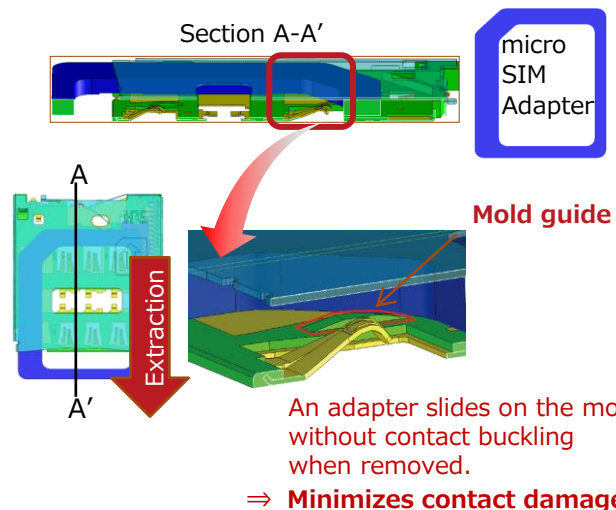 Section A-A’
micro
SIM
Adapter
A
Mold guide
Extraction
A’
An adapter slides on the mo
without contact buckling
when removed.
⇒ Minimizes contact damage